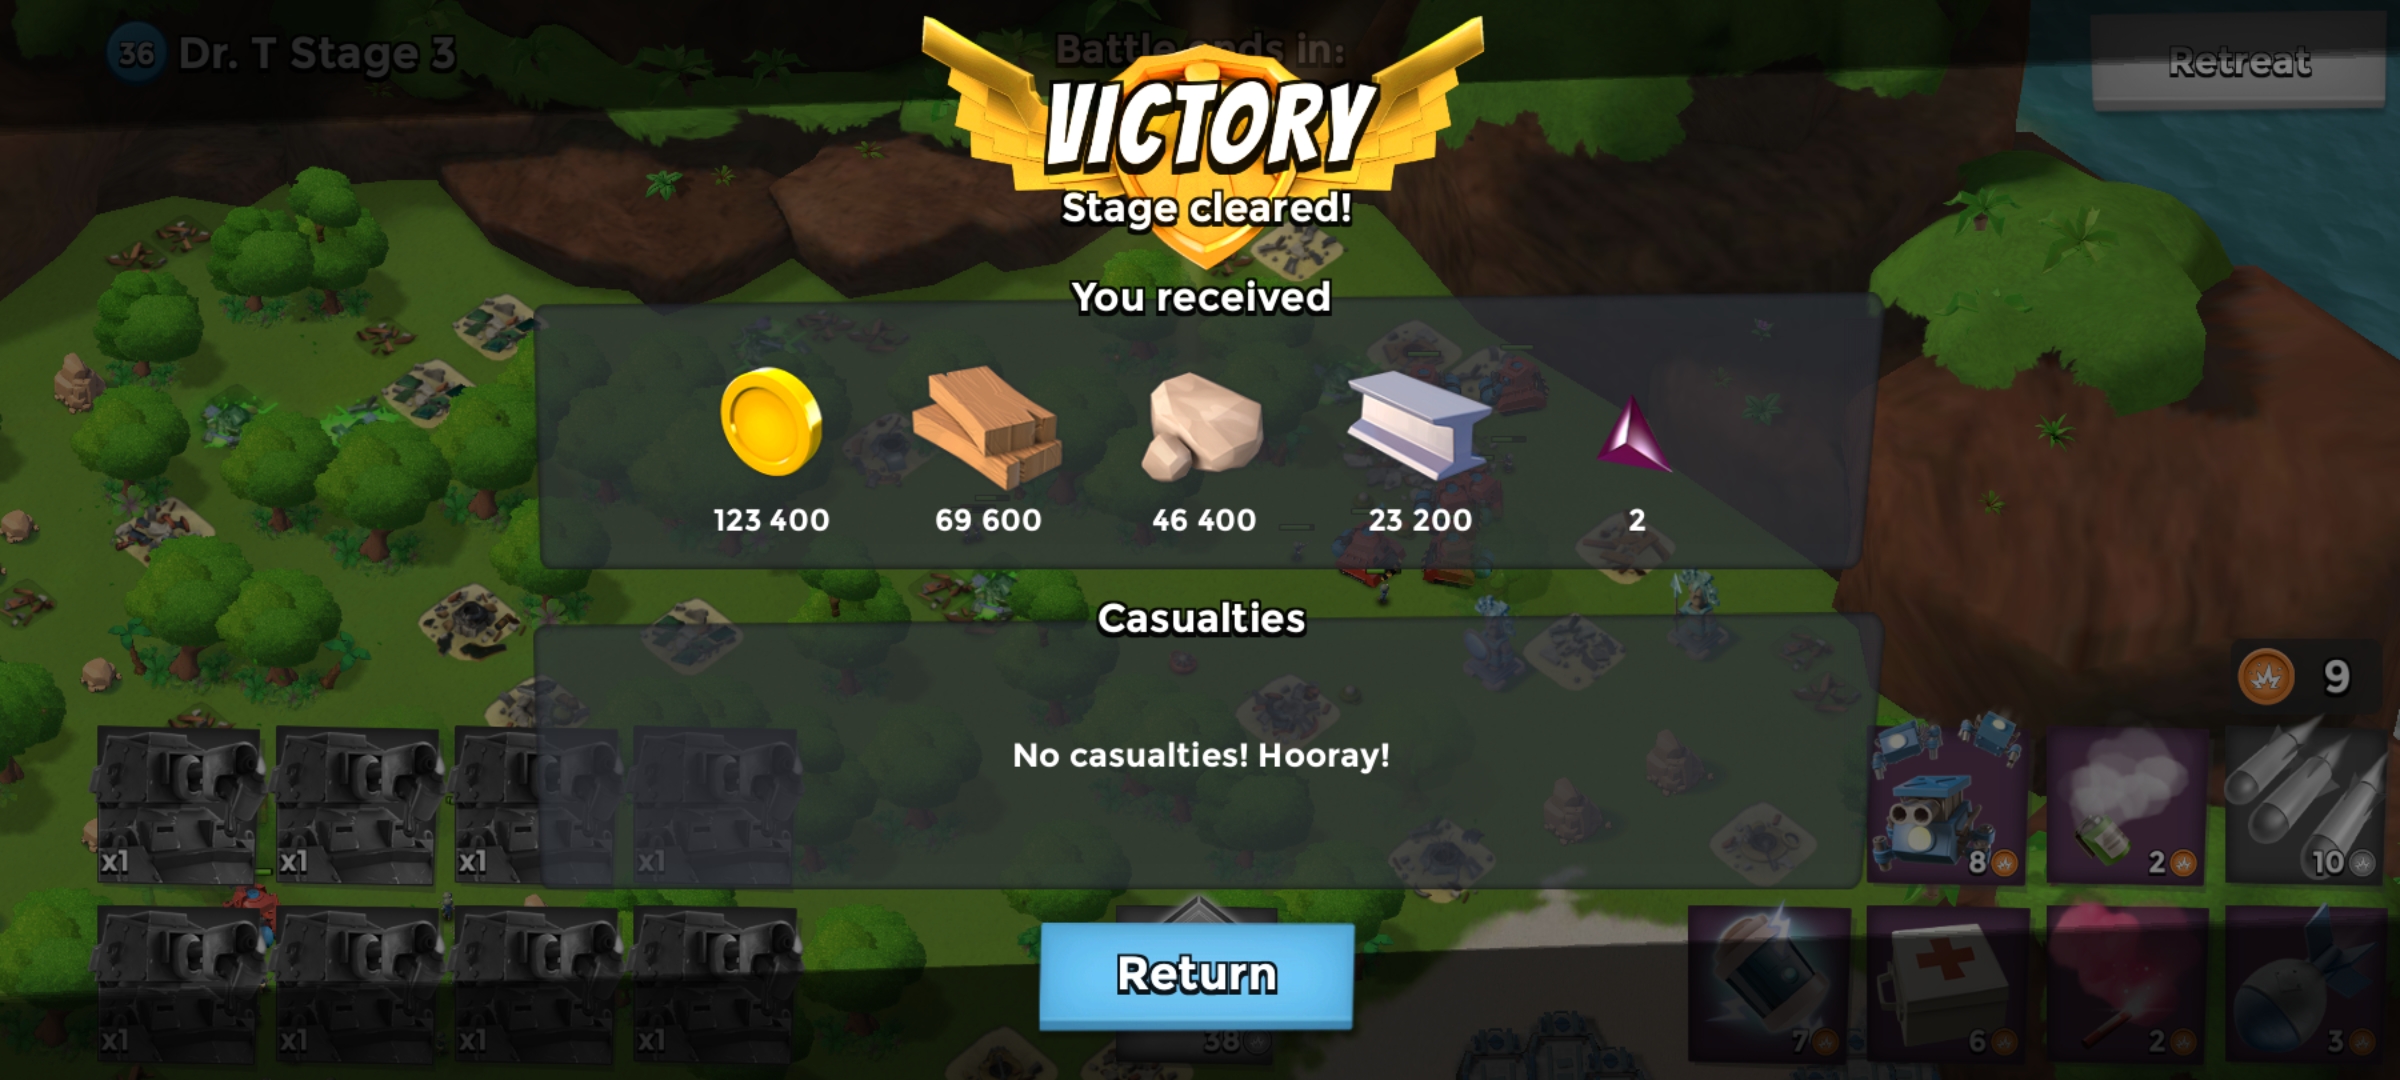 36 Dr. T Stage 3
Battle ends in:
Retreat
VICTORY
Stage cleared!
You received
123 400
69 600
46 400
23 200
2
Casualties
No casualties! Hooray!
9
x1
x1
x1
x1
8
2
10
x1
x1
x1
x1
Return
38
7
6
2
3